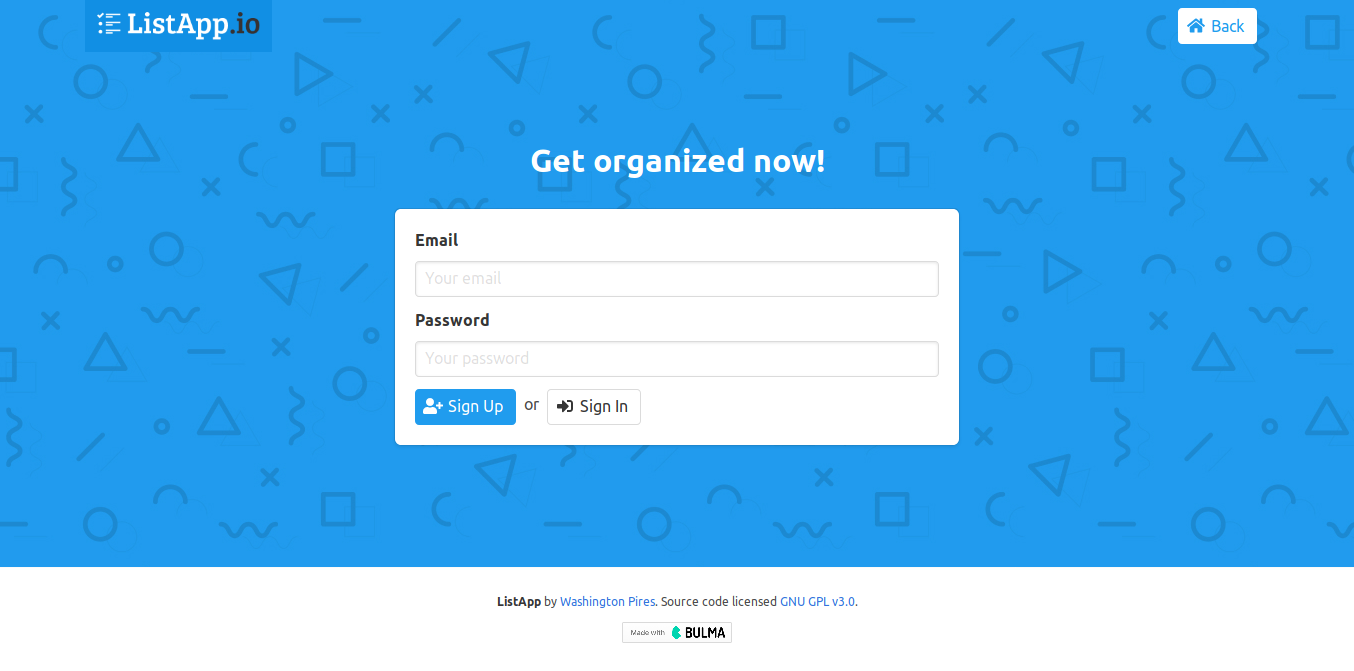 ListApp.io
Back
Get organized now!
Email
Your email
Password
Your password
Sign Up or Sign In
ListApp by Washington Pires. Source code licensed GNU GPL v3.0.
Made with BULMA